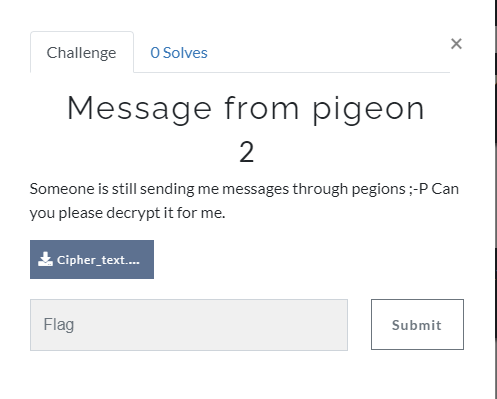 Challenge
0 Solves
×
Message from pigeon
2
Someone is still sending me messages through pegions ;-P Can
you please decrypt it for me.
Cipher_text....
Flag
Submit